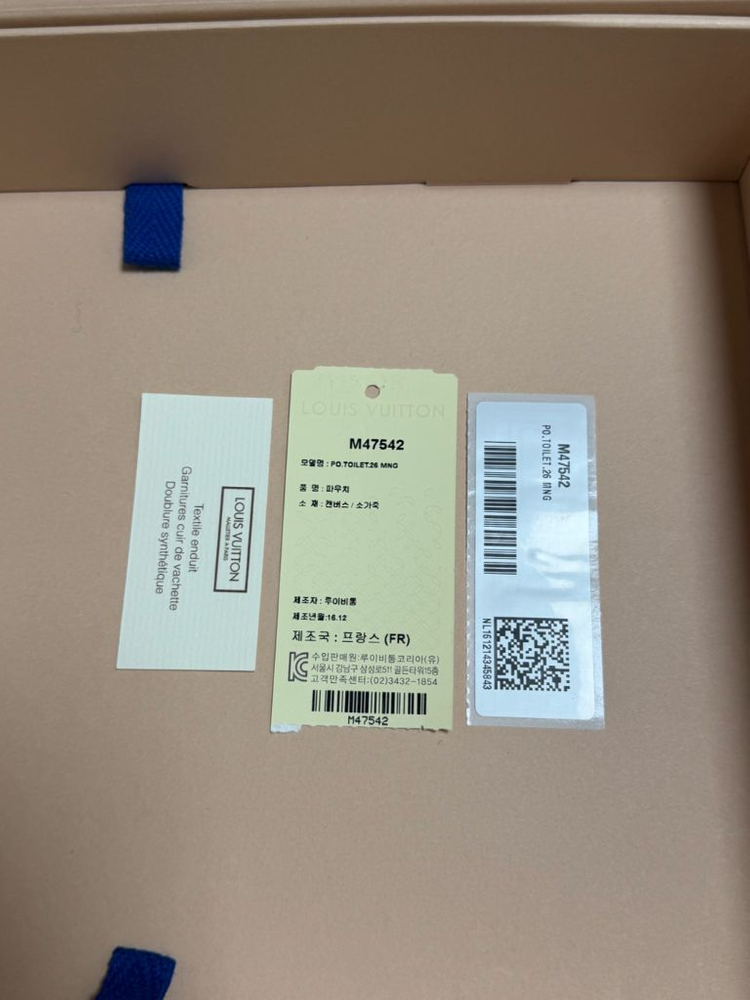 LOUIS VUITTON
MALLETIER A PARIS
Textile enduit
Garnitures cuir de vachette
Doublure synthétique
LOUIS VUITTON
M47542
모델명 : PO.TOILET.26 MNG
품 명 : 파우치
소 재 : 캔버스 / 소가죽
제조자 : 루이비통
제조년월:16.12
제조국 : 프랑스 (FR)
수입판매원:루이비통코리아(유)
서울시 강남구 삼성로511 골든타워15층
고객만족센터:(02)3432-1854
M47542
M47542
PO.TOILET.26 MNG
NL161214345843